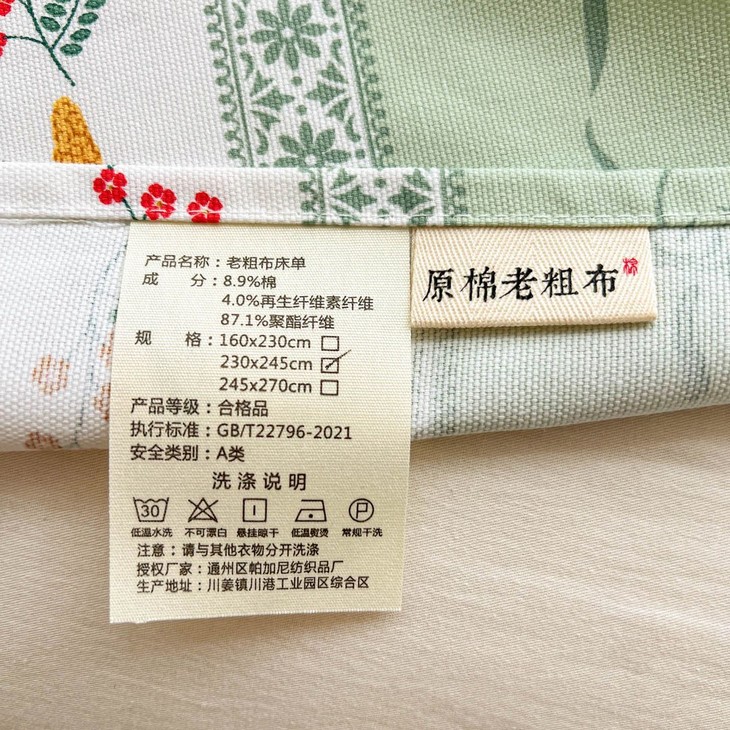 产品名称：老粗布床单
成 分：8.9%棉
4.0%再生纤维素纤维
87.1%聚酯纤维
规 格：160x230cm
230x245cm
245x270cm
产品等级：合格品
执行标准：GB/T22796-2021
安全类别：A类
洗涤说明
30 P
低温水洗 不可漂白 悬挂晾干 低温熨烫 常规干洗
注意：请与其他衣物分开洗涤
授权厂家：通州区帕加尼纺织品厂
生产地址：川姜镇川港工业园区综合区
原棉老粗布
棉